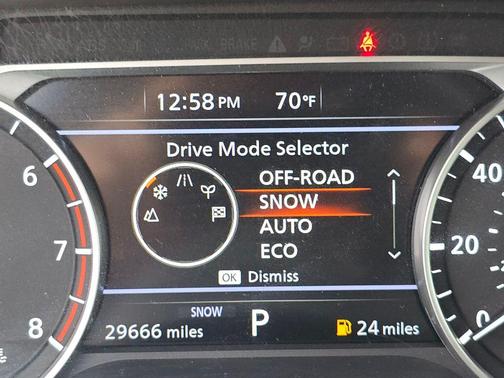 BRAKE
12:58 PM 70°F
Drive Mode Selector
OFF-ROAD
SNOW
AUTO
ECO
OK Dismiss
SNOW
29666 miles P 24 miles
6
7
8
20
0